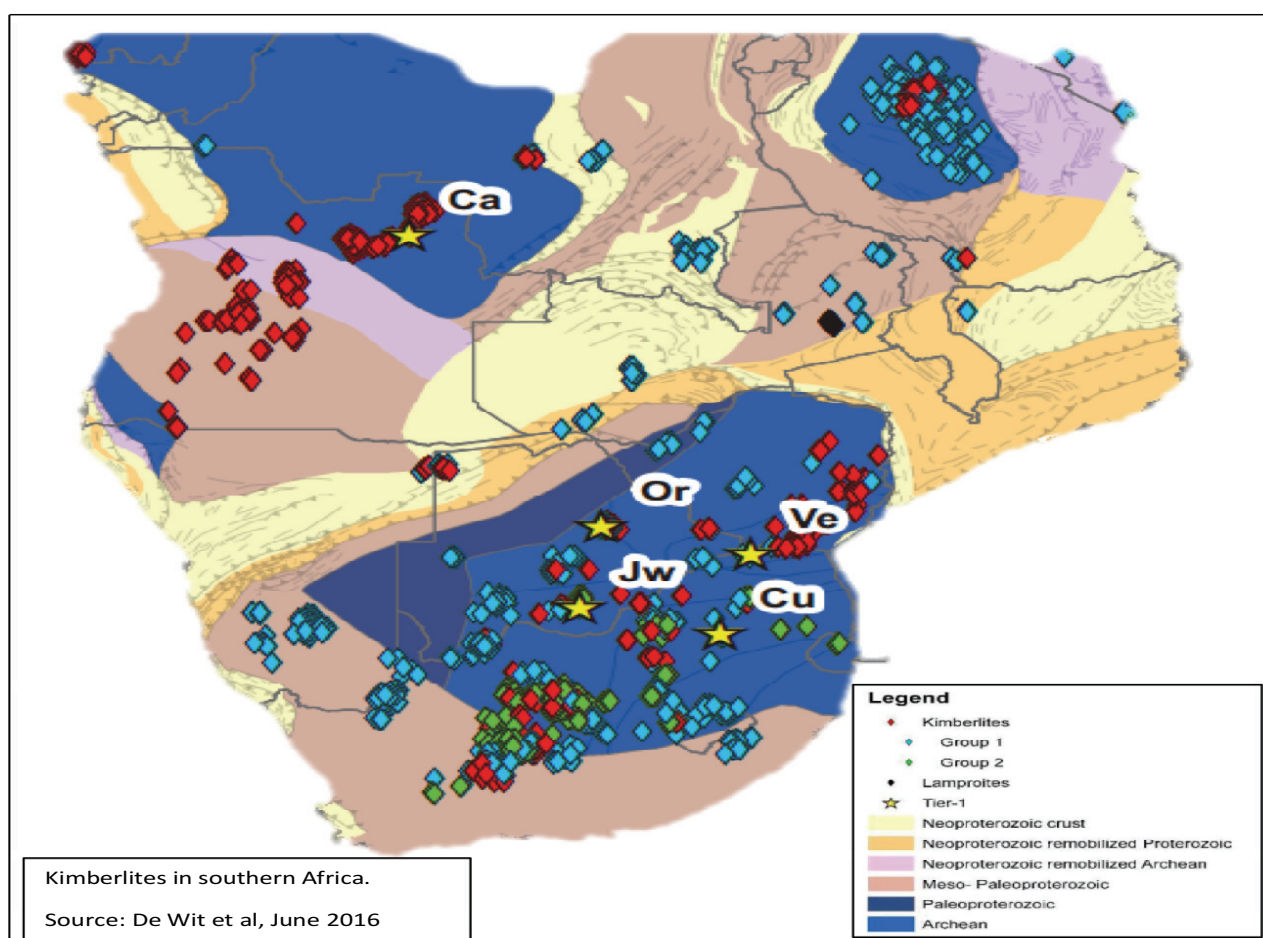 Ca
Or
Ve
Jw
Cu
Legend
Kimberlites
Group 1
Group 2
Lamproites
Tier-1
Neoproterozoic crust
Neoproterozoic remobilized Proterozoic
Neoproterozoic remobilized Archean
Meso- Paleoproterozoic
Paleoproterozoic
Archean
Kimberlites in southern Africa.
Source: De Wit et al, June 2016